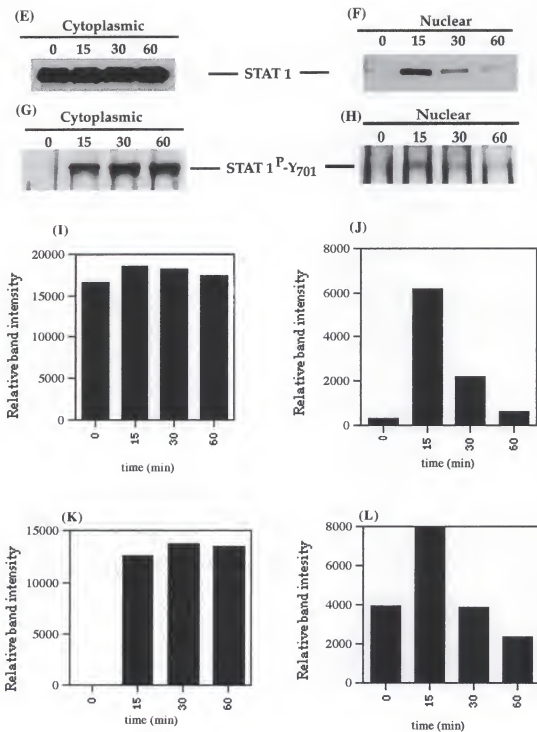 (E) Cytoplasmic
0 15 30 60
(F) Nuclear
0 15 30 60
STAT 1
(G) Cytoplasmic
0 15 30 60
(H) Nuclear
0 15 30 60
STAT 1P-Y701
(I)
Relative band intensity
20000
15000
10000
5000
0
0 15 30 60
time (min)
(J)
Relative band intensity
8000
6000
4000
2000
0
0 15 30 60
time (min)
(K)
Relative band intensity
15000
10000
5000
0
0 15 30 60
time (min)
(L)
Relative band intesity
8000
6000
4000
2000
0
0 15 30 60
time (min)